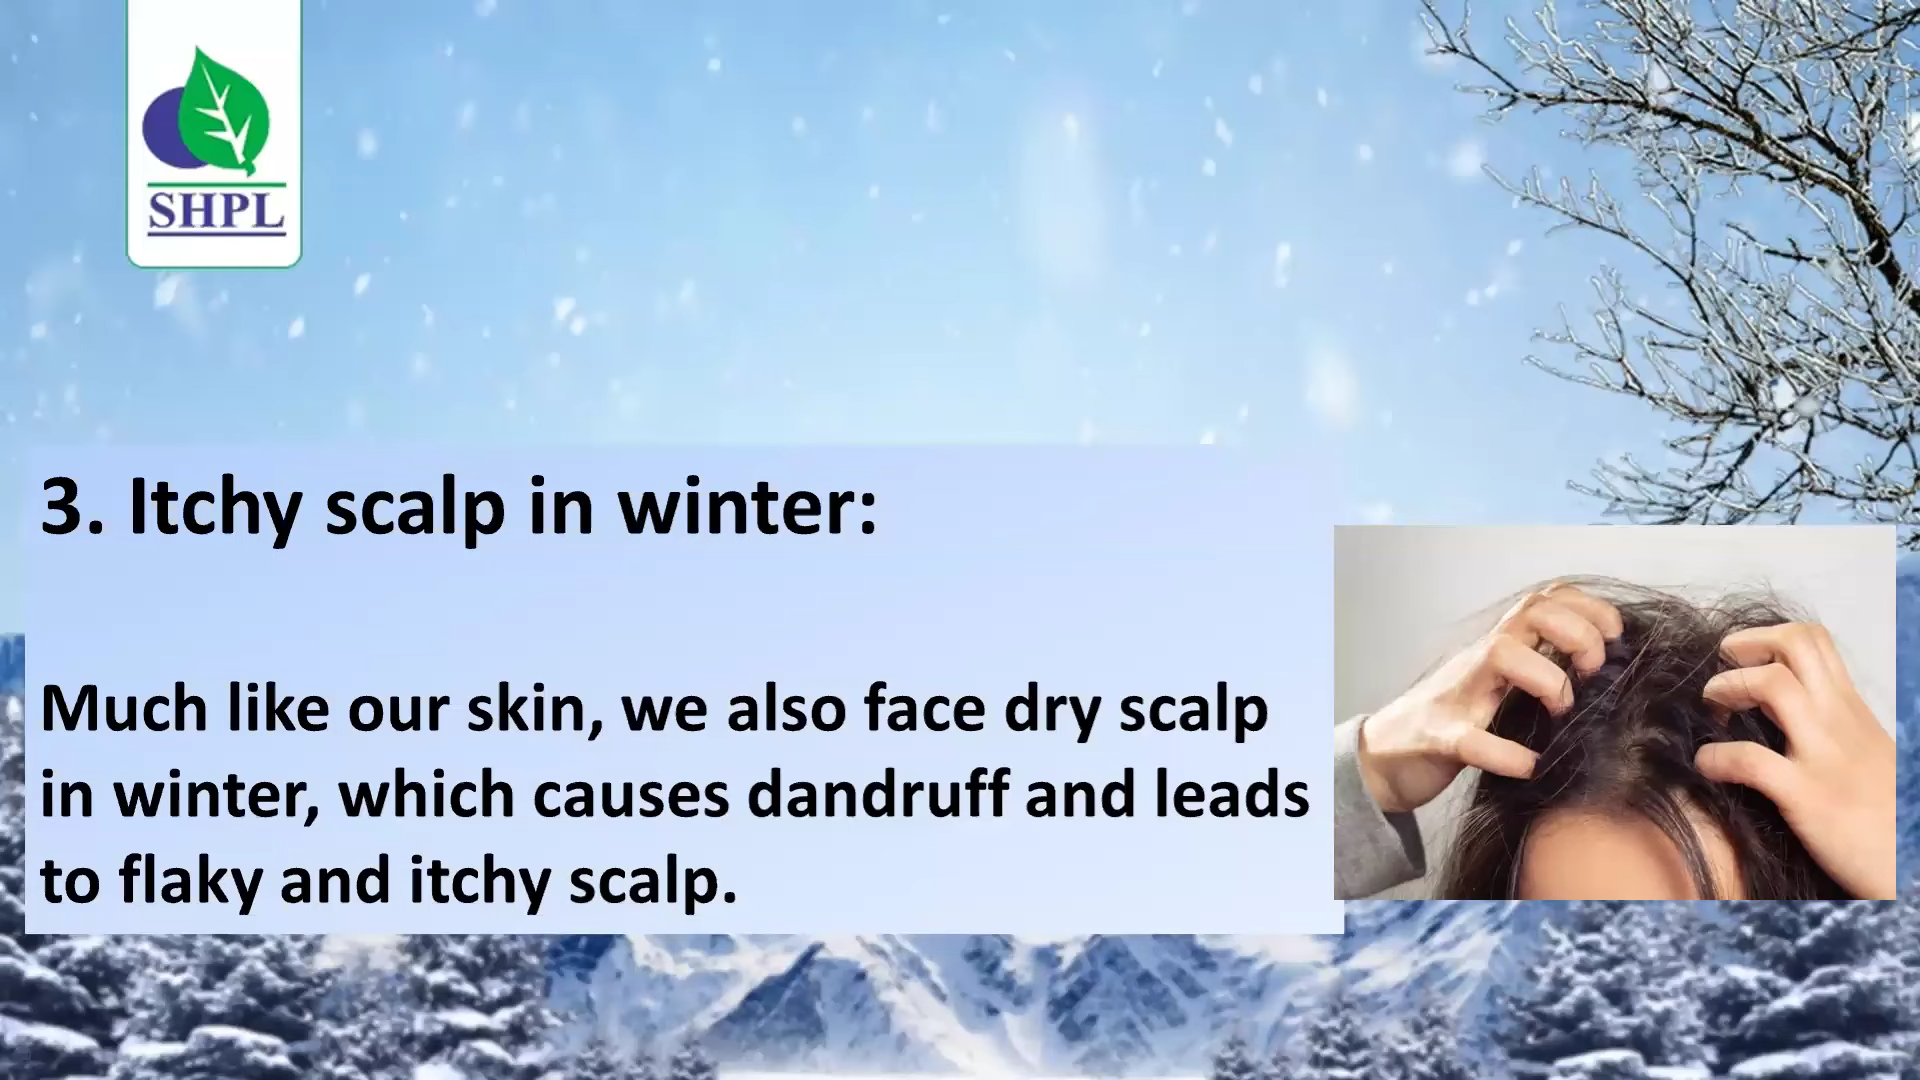 SHPL
3. Itchy scalp in winter:
Much like our skin, we also face dry scalp
in winter, which causes dandruff and leads
to flaky and itchy scalp.